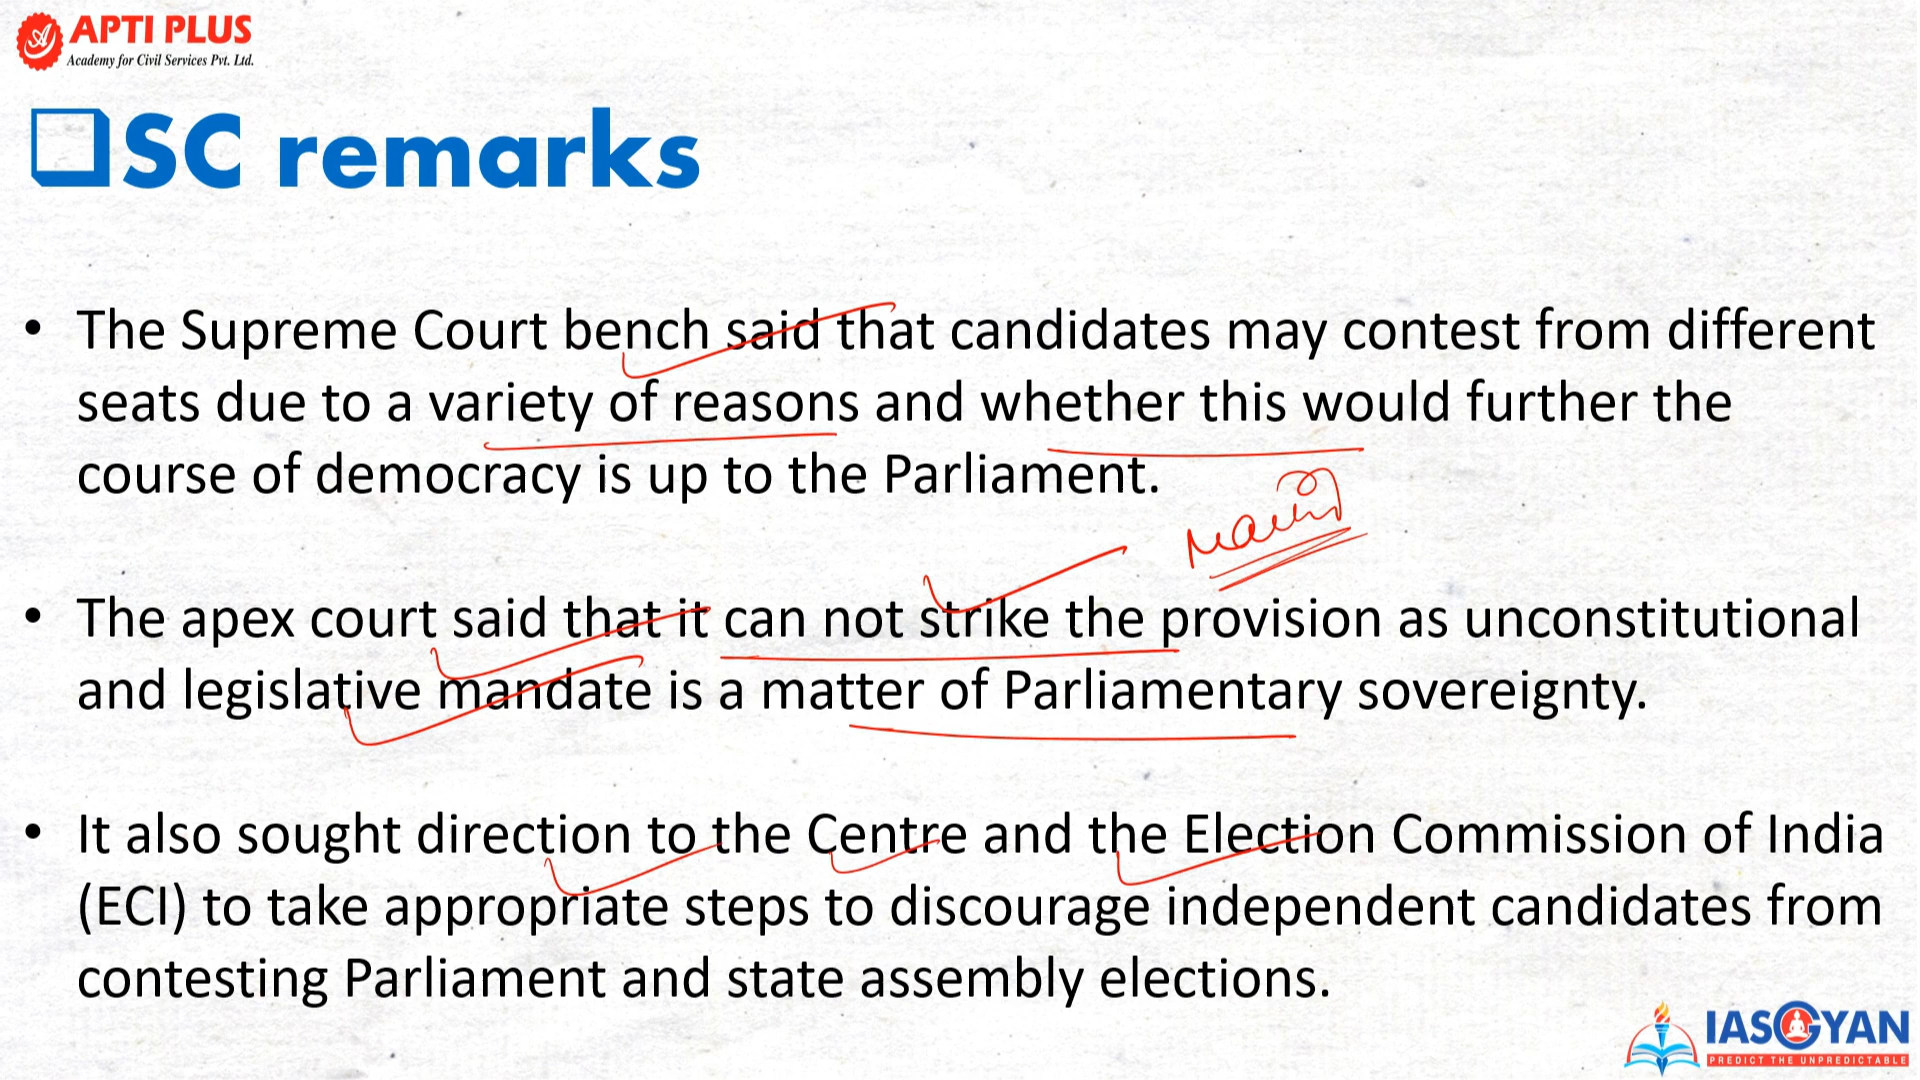 APTI PLUS
Academy for Civil Services Pvt. Ltd.
SC remarks
• The Supreme Court bench said that candidates may contest from different
seats due to a variety of reasons and whether this would further the
course of democracy is up to the Parliament.
• The apex court said that it can not strike the provision as unconstitutional
and legislative mandate is a matter of Parliamentary sovereignty.
• It also sought direction to the Centre and the Election Commission of India
(ECI) to take appropriate steps to discourage independent candidates from
contesting Parliament and state assembly elections.
IASGYAN
PREDICT THE UNPREDICTABLE